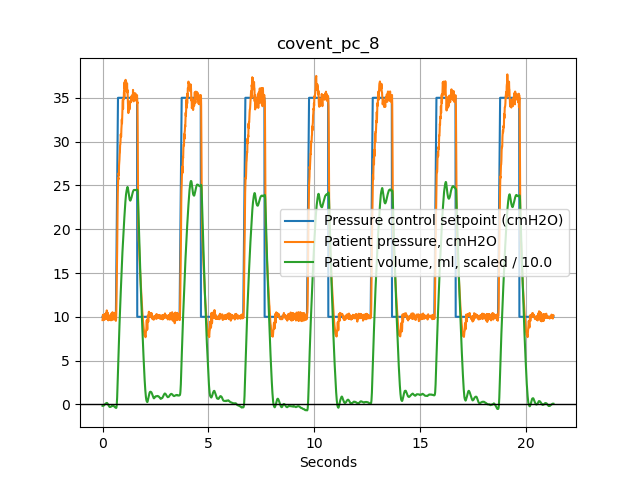 covent_pc_8
35
30
25
20
15
10
5
0
Pressure control setpoint (cmH2O)
Patient pressure, cmH2O
Patient volume, ml, scaled / 10.0
0 5 10 15 20
Seconds